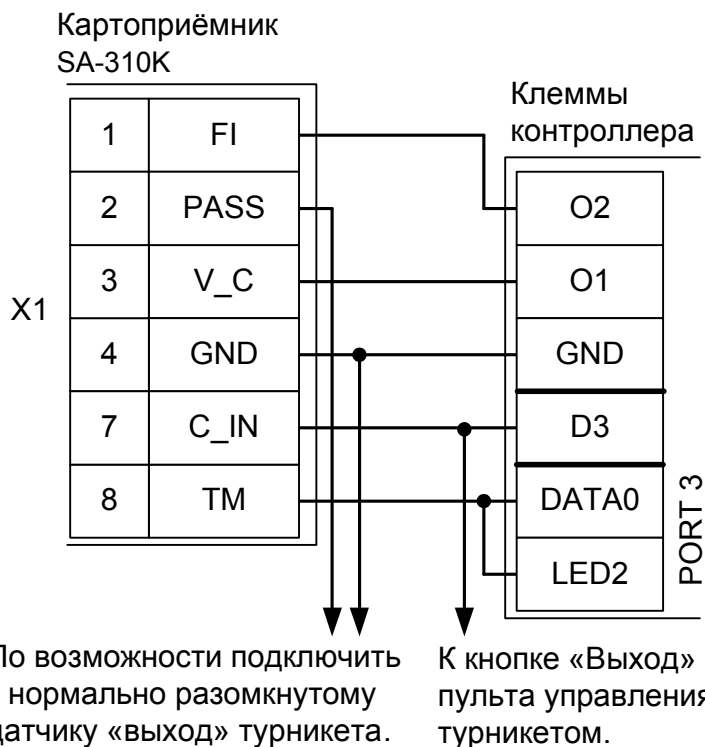 Картоприёмник
SA-310K
Клеммы
контроллера
X1
1 FI
2 PASS
3 V_C
4 GND
7 C_IN
8 TM
O2
O1
GND
D3
DATA0
LED2
PORT 3
По возможности подключить
нормально разомкнутому
датчику «выход» турникета.
К кнопке «Выход»
пульта управления
турникетом.